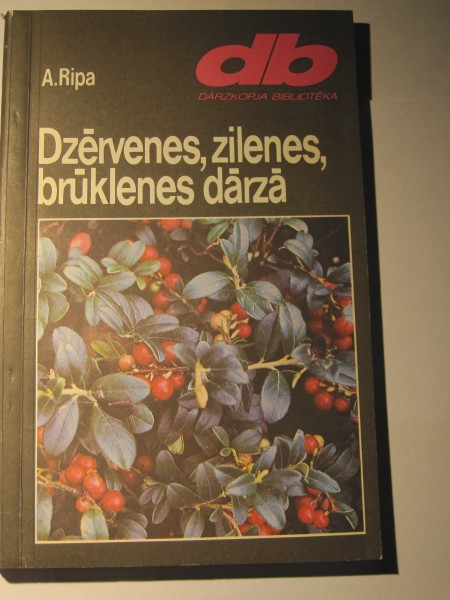 A.Ripa
db
DĀRZKOPJA BIBLIOTĒKA
Dzērvenes, zilenes,
brūklenes dārzā